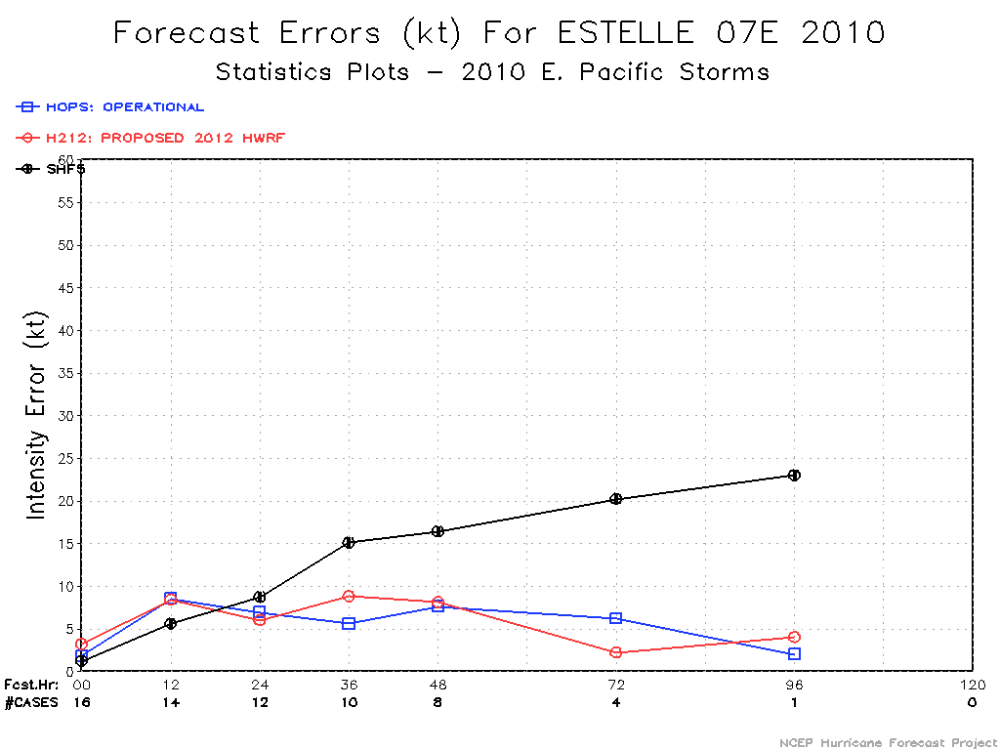 Forecast Errors (kt) For ESTELLE 07E 2010
Statistics Plots - 2010 E. Pacific Storms
HOPS: OPERATIONAL
H212: PROPOSED 2012 HWRF
SHF5
60
55
50
45
40
35
30
25
20
15
10
5
0
Intensity Error (kt)
Fcst.Hr: 00 12 24 36 48 72 96 120
#CASES 16 14 12 10 8 4 1 0
NCEP Hurricane Forecast Project